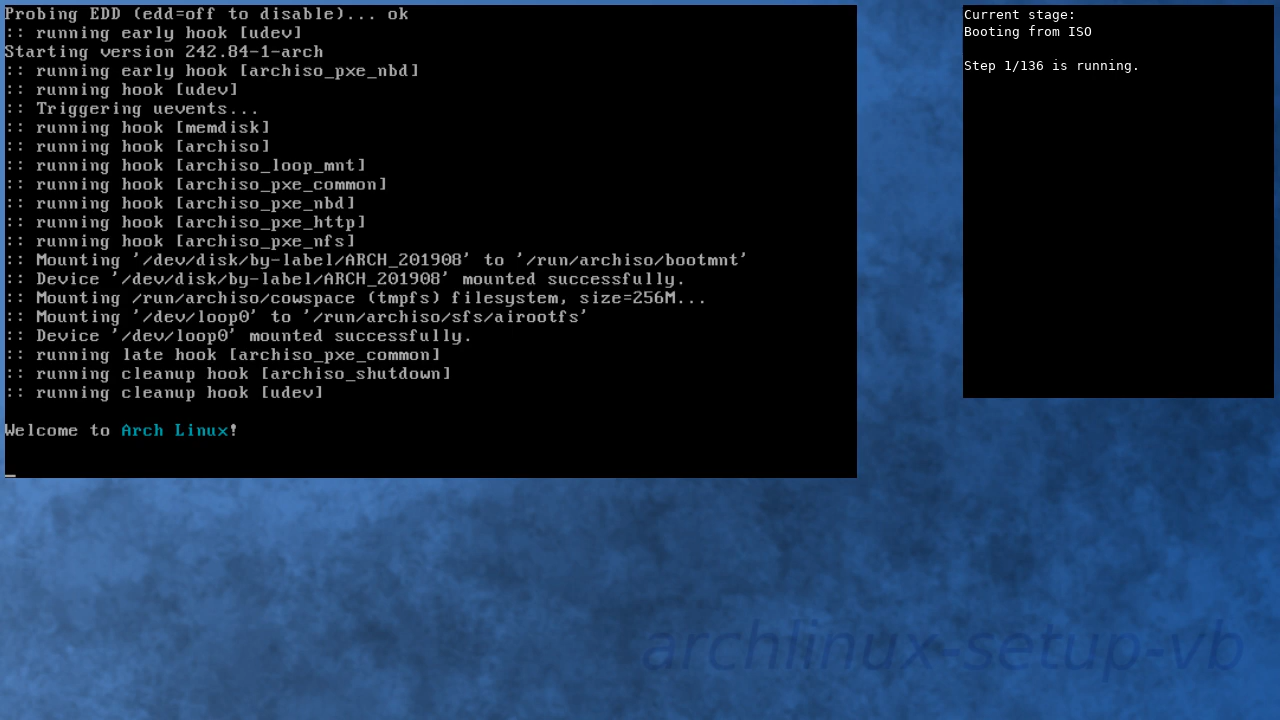 Probing EDD (edd=off to disable)... ok
:: running early hook [udev]
Starting version 242.84-1-arch
:: running early hook [archiso_pxe_nbd]
:: running hook [udev]
:: Triggering uevents...
:: running hook [memdisk]
:: running hook [archiso]
:: running hook [archiso_loop_mnt]
:: running hook [archiso_pxe_common]
:: running hook [archiso_pxe_nbd]
:: running hook [archiso_pxe_http]
:: running hook [archiso_pxe_nfs]
:: Mounting '/dev/disk/by-label/ARCH_201908' to '/run/archiso/bootmnt'
:: Device '/dev/disk/by-label/ARCH_201908' mounted successfully.
:: Mounting /run/archiso/cowspace (tmpfs) filesystem, size=256M...
:: Mounting '/dev/loop0' to '/run/archiso/sfs/airootfs'
:: Device '/dev/loop0' mounted successfully.
:: running late hook [archiso_pxe_common]
:: running cleanup hook [archiso_shutdown]
:: running cleanup hook [udev]
Welcome to Arch Linux!
_
Current stage:
Booting from ISO
Step 1/136 is running.
archlinux-setup-vb